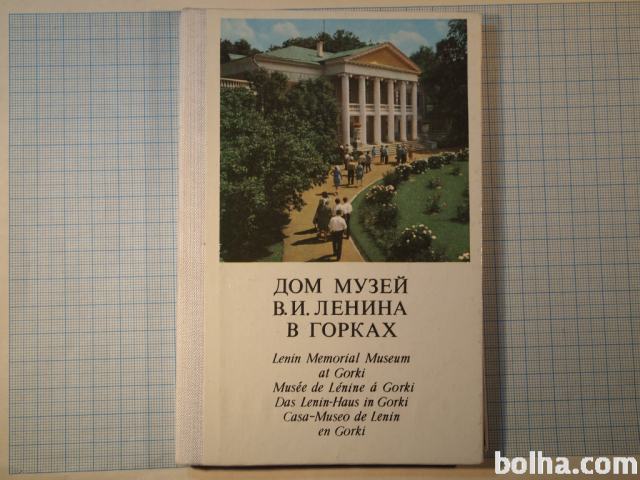 ДОМ МУЗЕЙ
В.И. ЛЕНИНА
В ГОРКАХ
Lenin Memorial Museum
at Gorki
Musée de Lénine á Gorki
Das Lenin-Haus in Gorki
Casa-Museo de Lenin
en Gorki
bolha.com